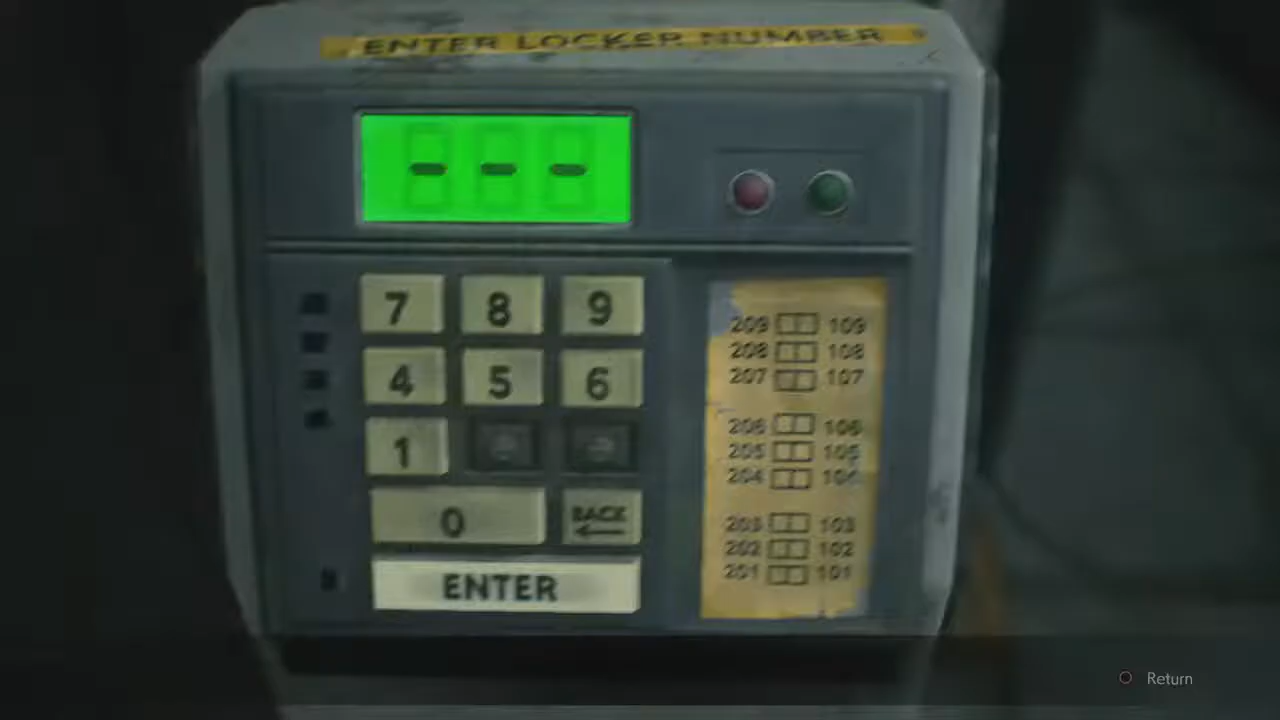 ENTER LOCKER NUMBER
- - -
7 8 9
4 5 6
1
0 BACK
ENTER
209 109
208 108
207 107
206 106
205 105
204 104
203 103
202 102
201 101
Return